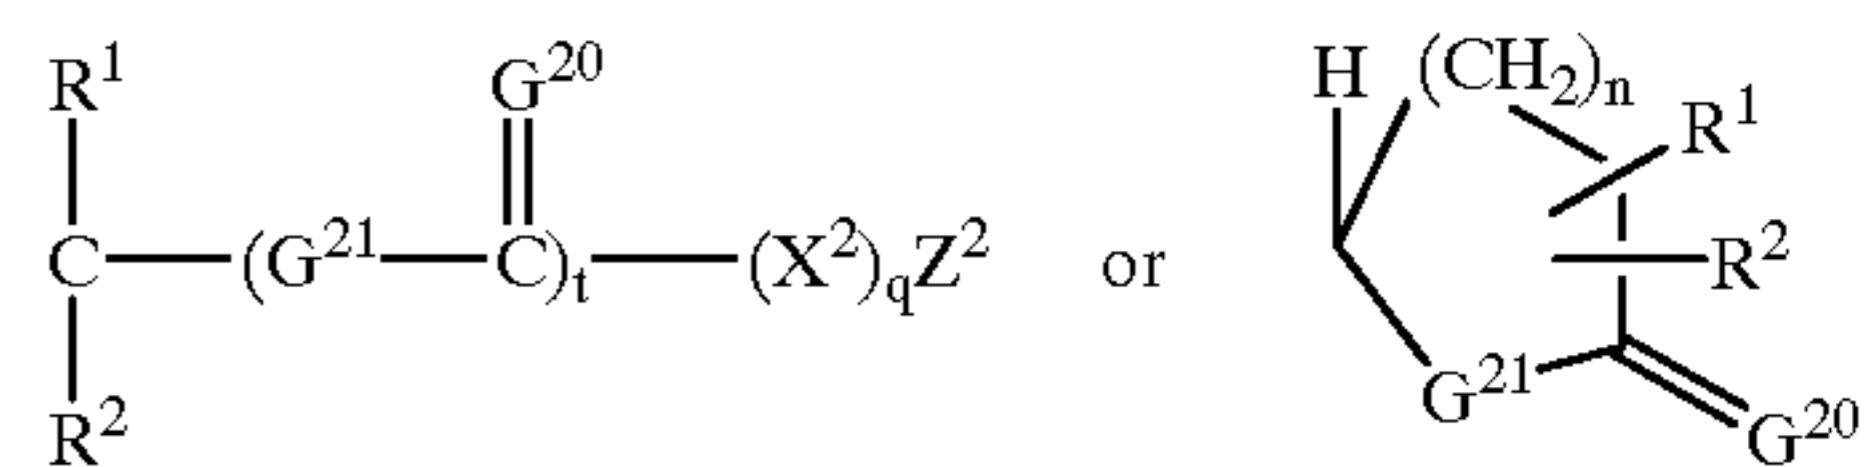 R¹ G²⁰ H (CH₂)ₙ R¹
C (G²¹ C)ₜ (X²)qZ² or R²
R² G²¹ G²⁰